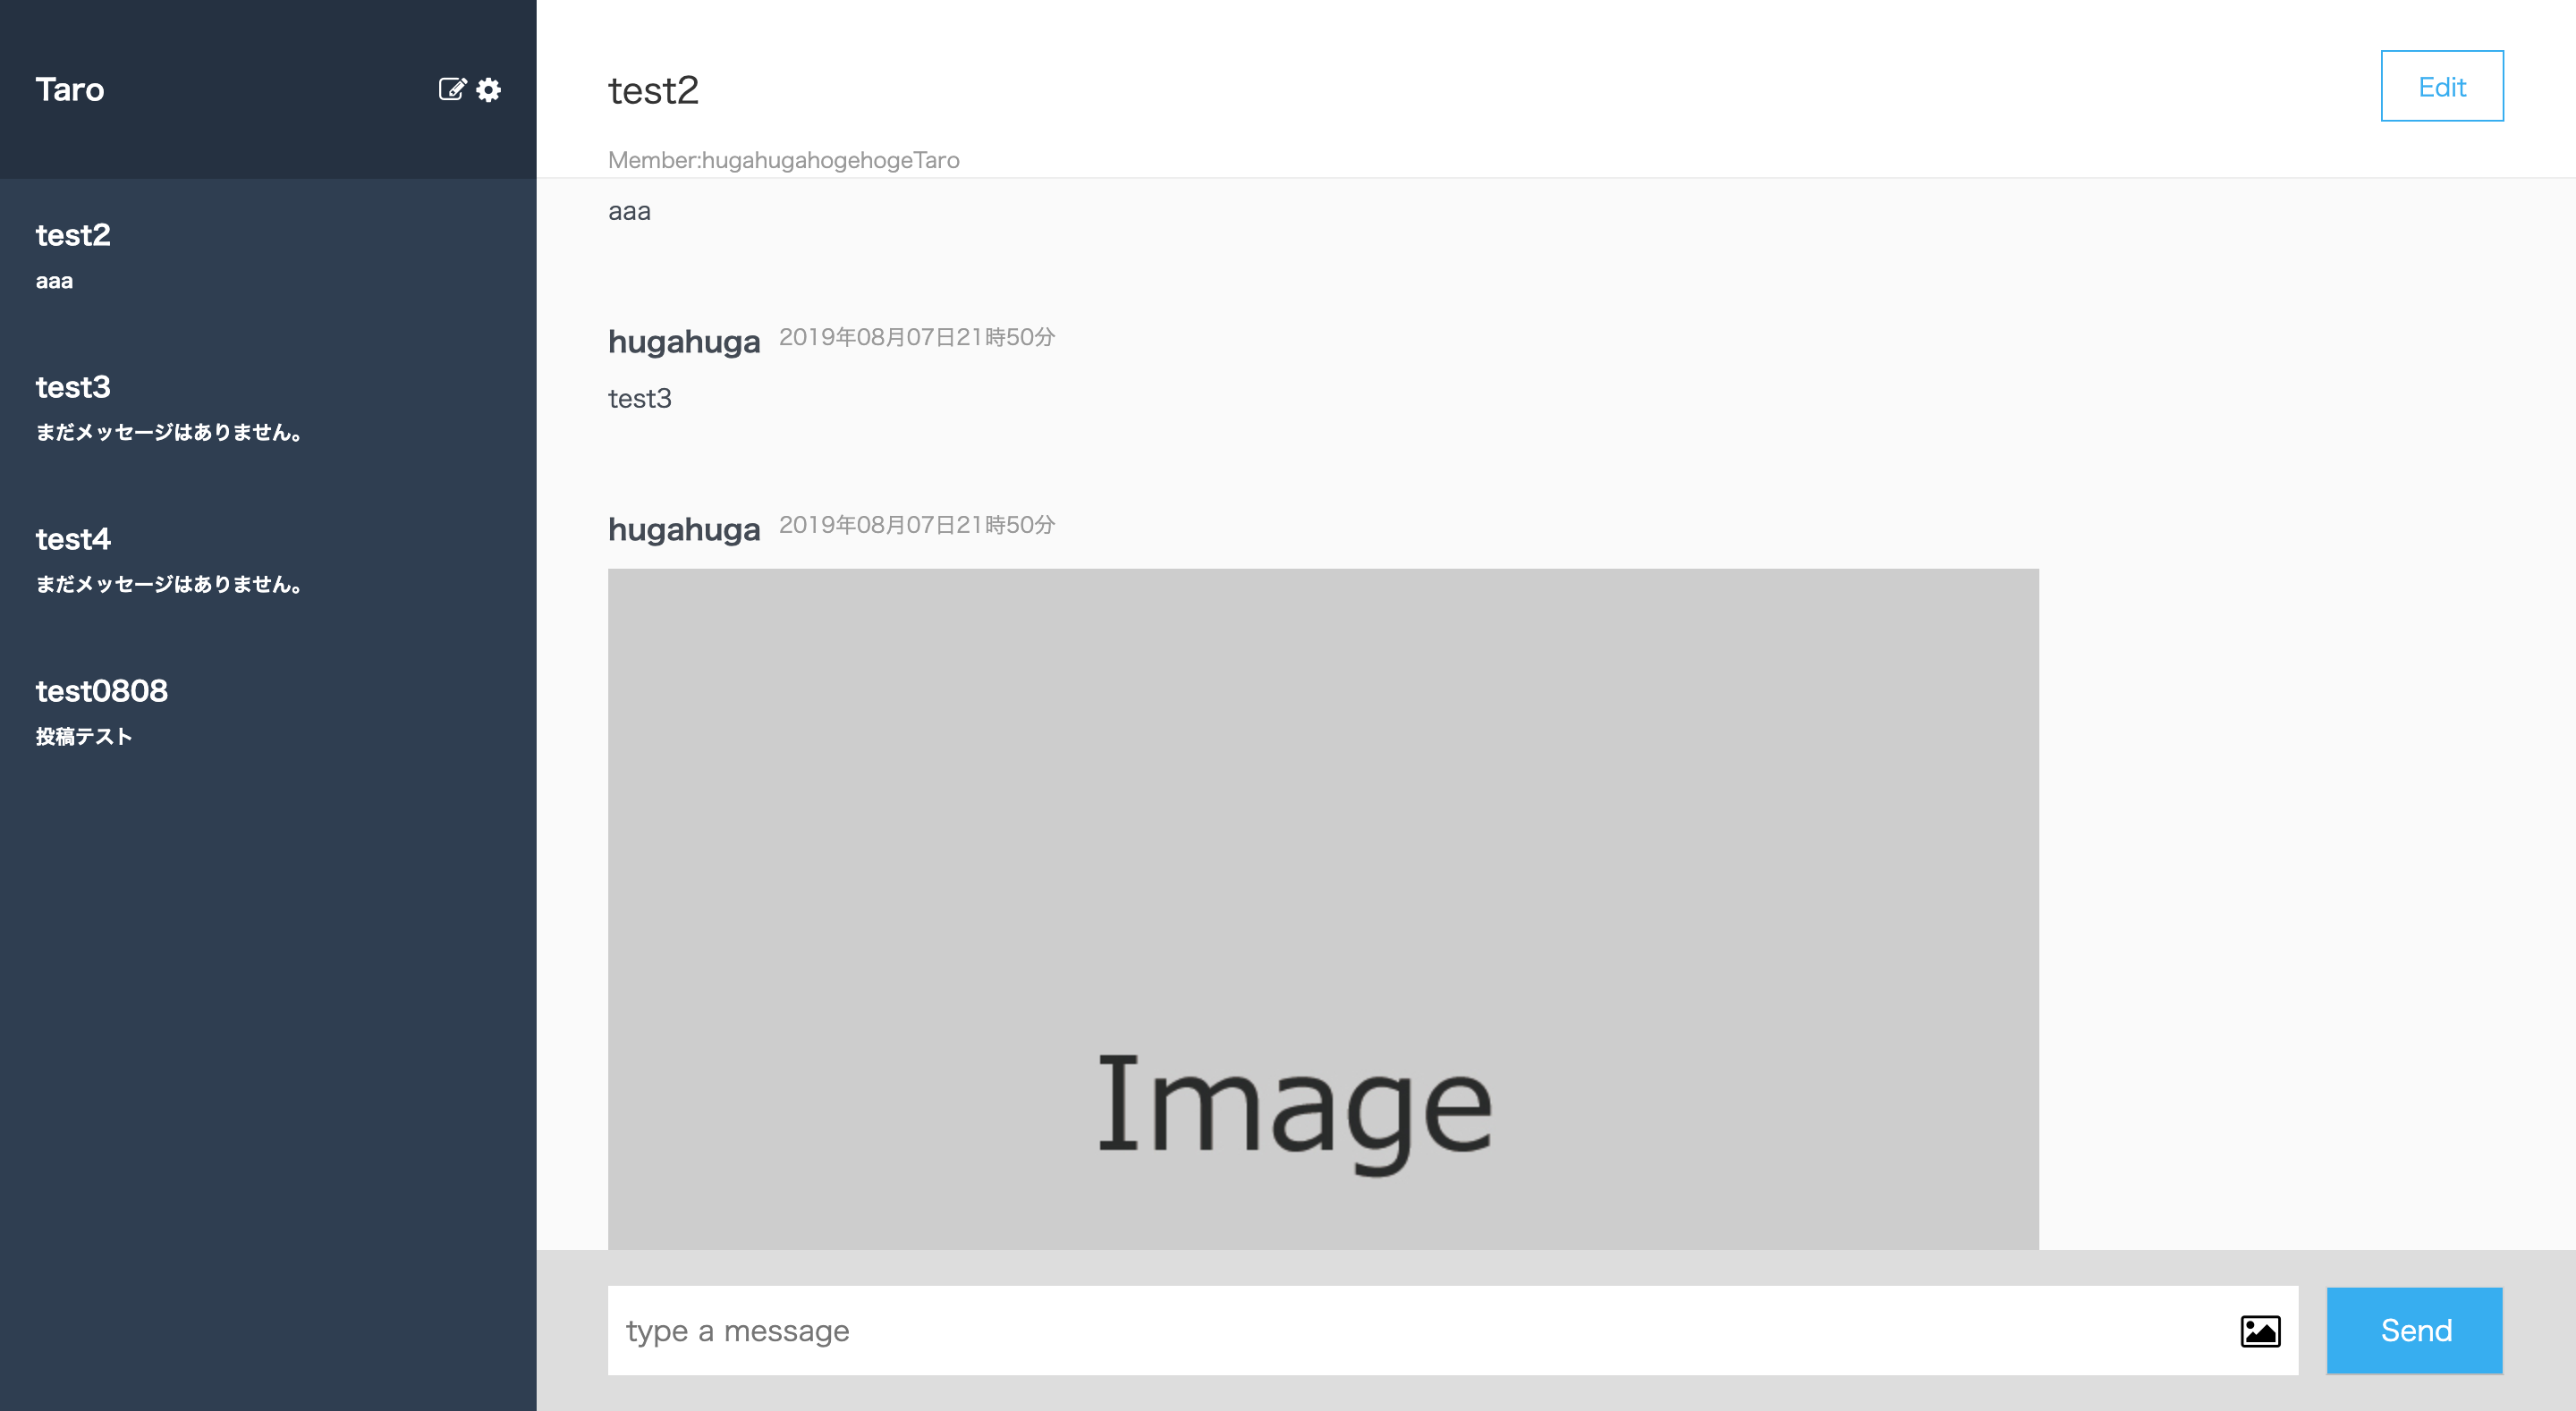 Taro
test2
aaa
test3
まだメッセージはありません。
test4
まだメッセージはありません。
test0808
投稿テスト
test2
Edit
Member:hugahugahogehogeTaro
aaa
hugahuga 2019年08月07日21時50分
test3
hugahuga 2019年08月07日21時50分
Image
type a message
Send